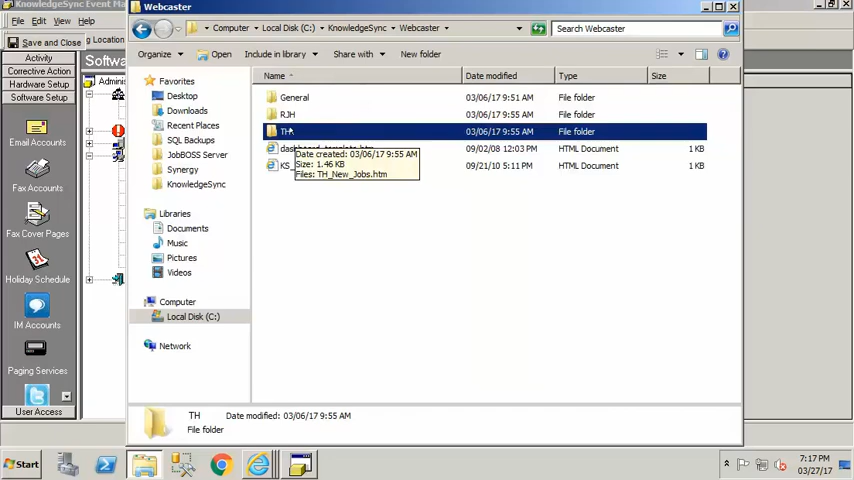 KnowledgeSync Event Ma
Webcaster
File Edit View
Computer Local Disk (C:) KnowledgeSync Webcaster
Search Webcaster
Save and Close
ng Location
Organize Open Include in library Share with New folder
Activity
Corrective Action
Hardware Setup
Software Setup
Softwa
Adminis
Email Accounts
Fax Accounts
Fax Cover Pages
Holiday Schedule
IM Accounts
Paging Services
User Access
Favorites
Desktop
Downloads
Recent Places
SQL Backups
JobBOSS Server
Synergy
KnowledgeSync
Libraries
Documents
Music
Pictures
Videos
Computer
Local Disk (C:)
Network
Name Date modified Type Size
General 03/06/17 9:51 AM File folder
RJH 03/06/17 9:55 AM File folder
TH 03/06/17 9:55 AM File folder
09/02/08 12:03 PM HTML Document 1 KB
KS_ 09/21/10 5:11 PM HTML Document 1 KB
Date created: 03/06/17 9:55 AM
Size: 1.46 KB
Files: TH_New_Jobs.htm
TH Date modified: 03/06/17 9:55 AM
File folder
Start
7:17 PM
03/27/17